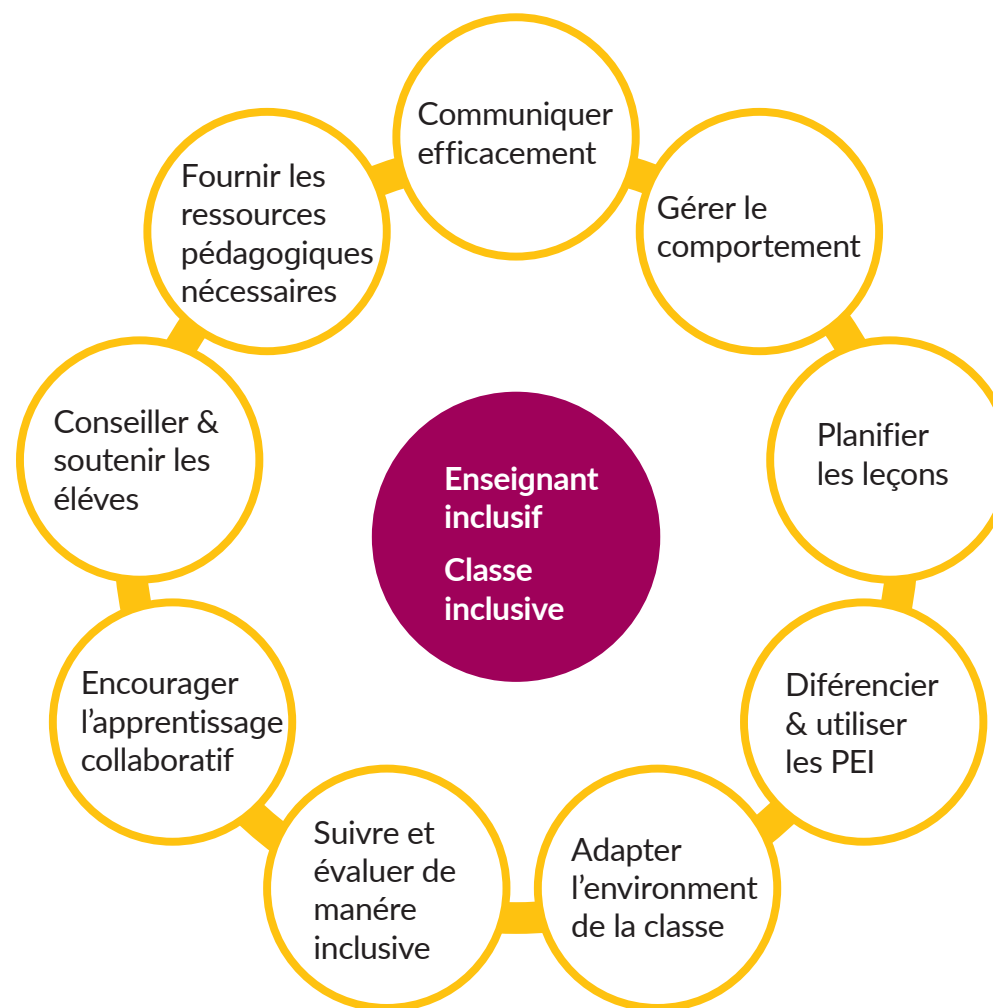 Communiquer
efficacement
Gérer le
comportement
Planifier
les leçons
Diférencier
& utiliser
les PEI
Adapter
l’environment
de la classe
Suivre et
évaluer de
manére
inclusive
Encourager
l’apprentissage
collaboratif
Conseiller &
soutenir les
éléves
Fournir les
ressources
pédagogiques
nécessaires
Enseignant
inclusif
Classe
inclusive